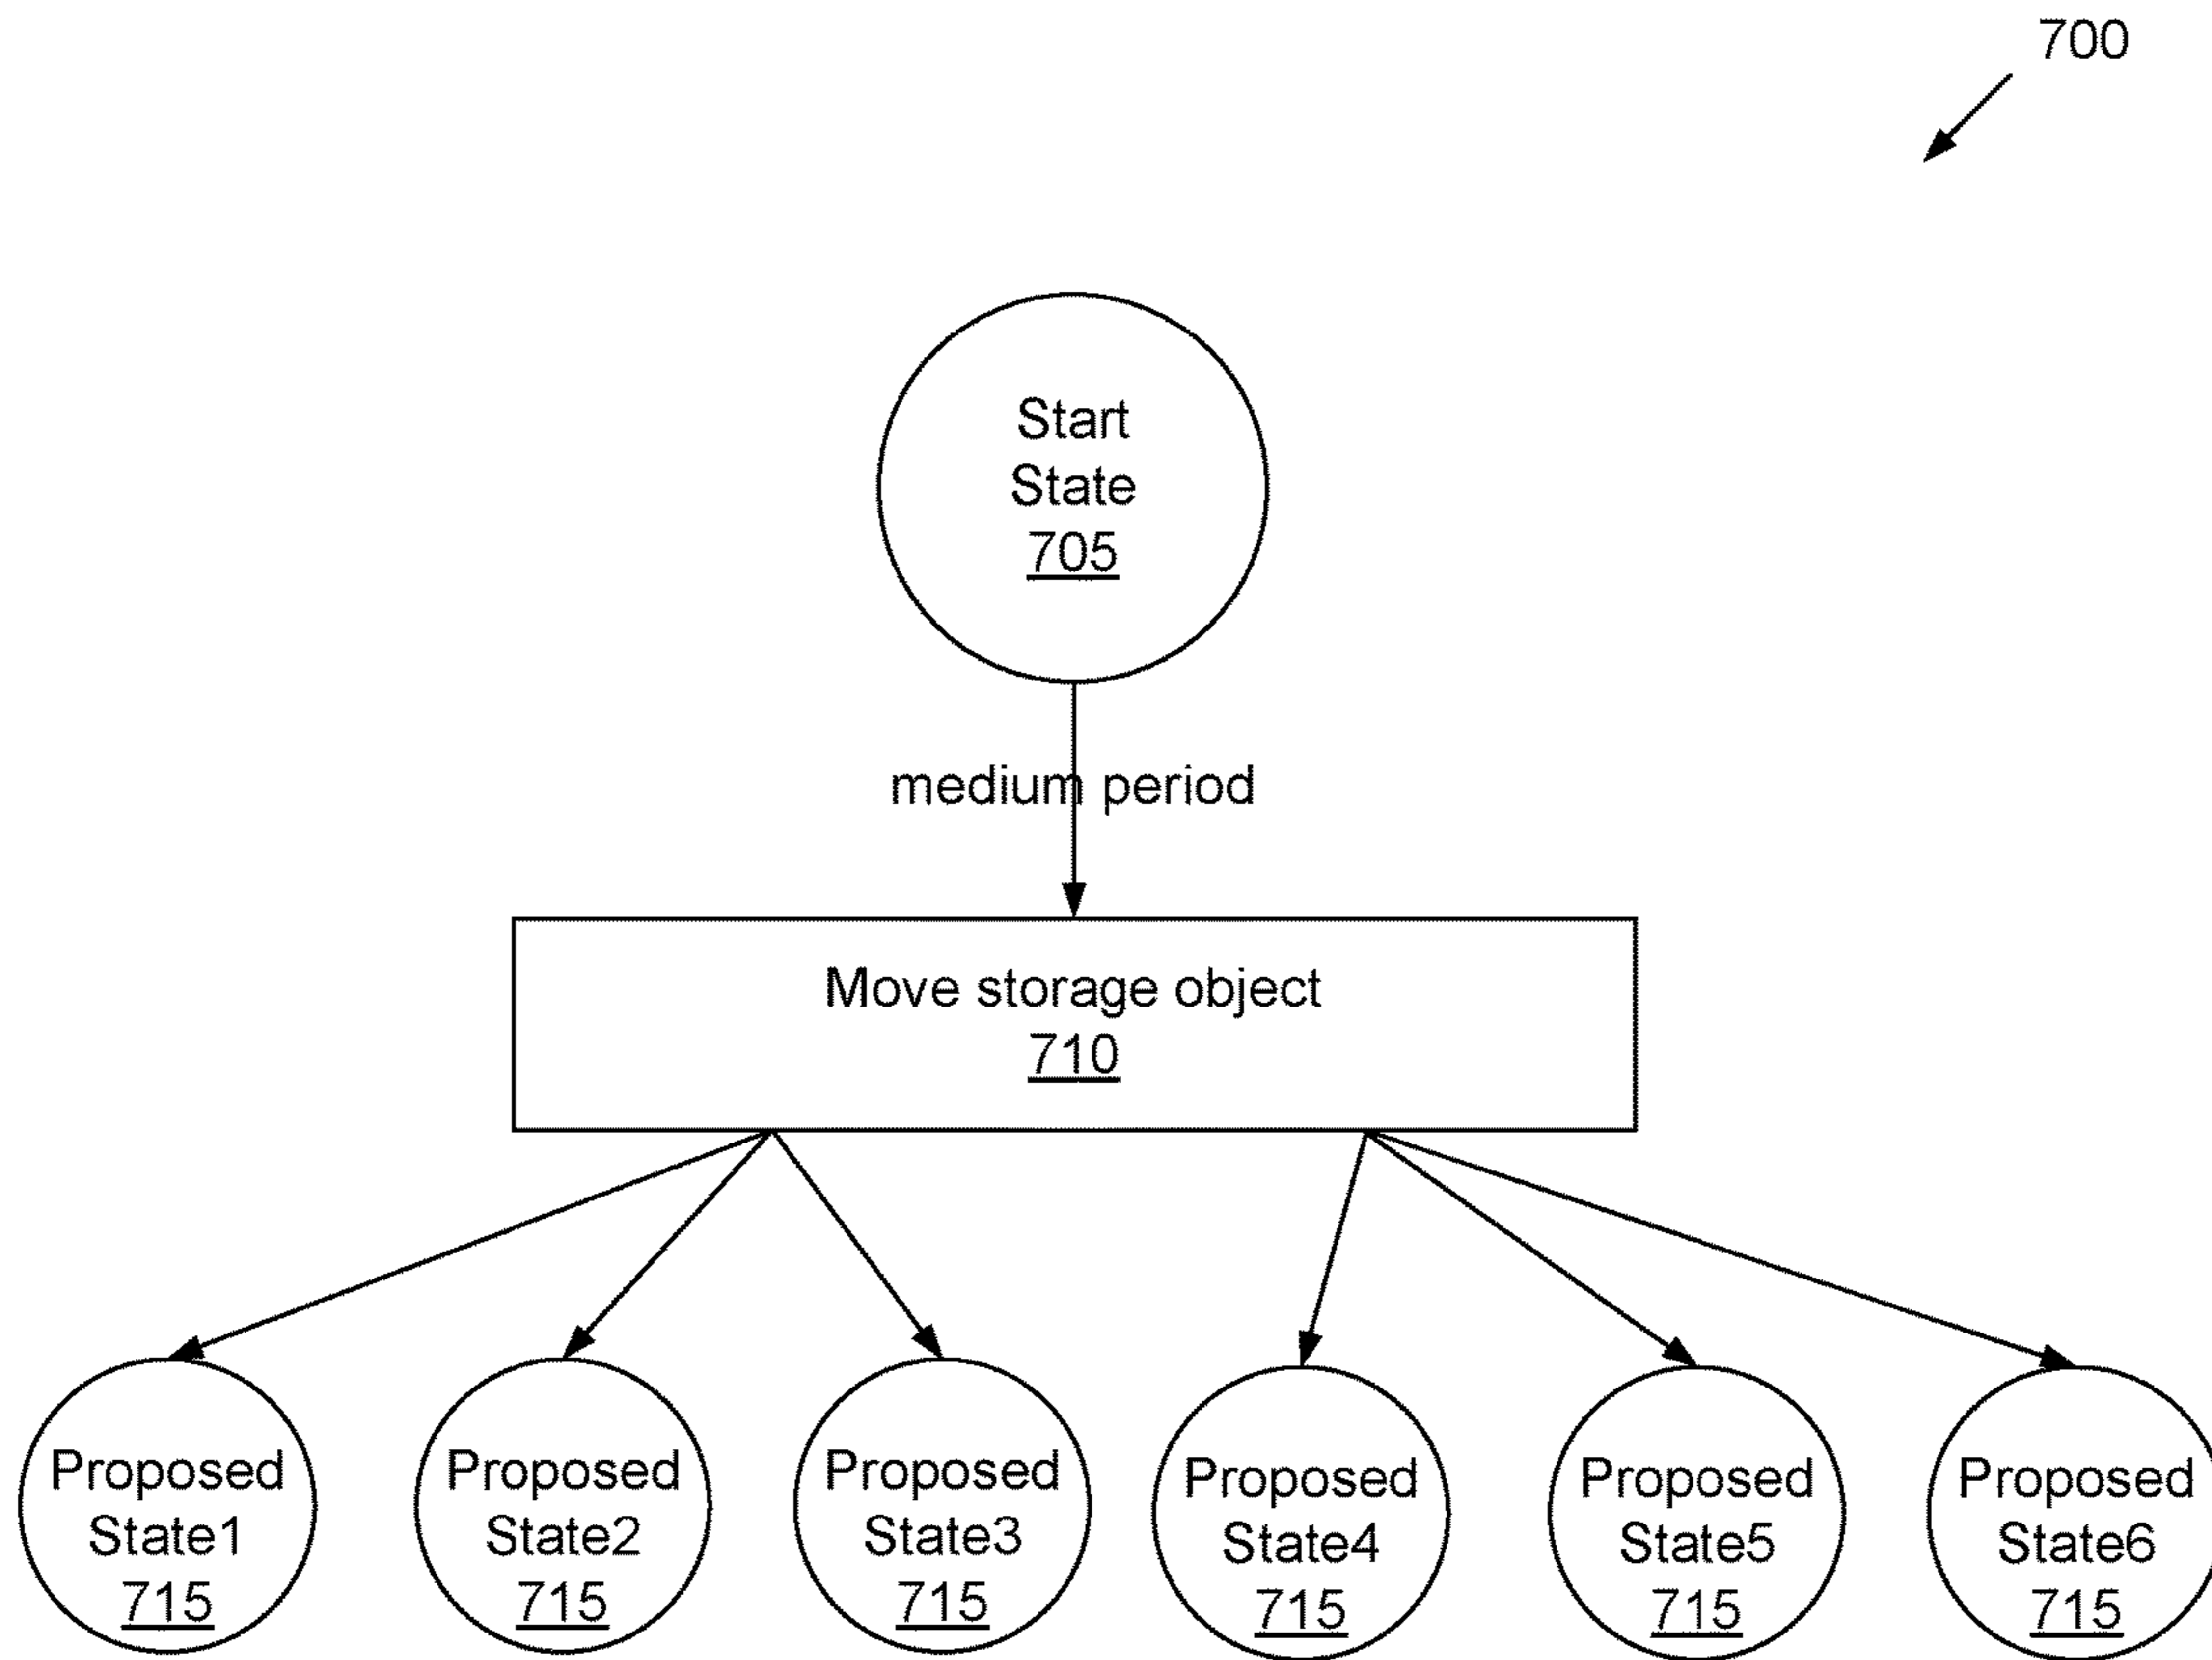 700
Start
State
705
medium period
Move storage object
710
Proposed
State1
715
Proposed
State2
715
Proposed
State3
715
Proposed
State4
715
Proposed
State5
715
Proposed
State6
715